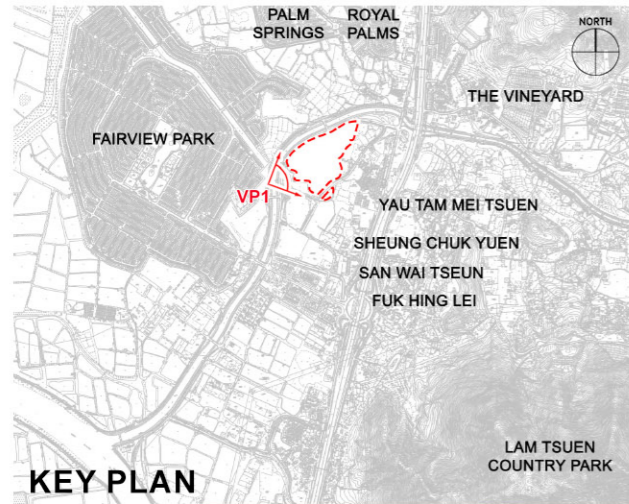 PALM
SPRINGS
ROYAL
PALMS
NORTH
THE VINEYARD
FAIRVIEW PARK
VP1
YAU TAM MEI TSUEN
SHEUNG CHUK YUEN
SAN WAI TSEUN
FUK HING LEI
LAM TSUEN
COUNTRY PARK
KEY PLAN